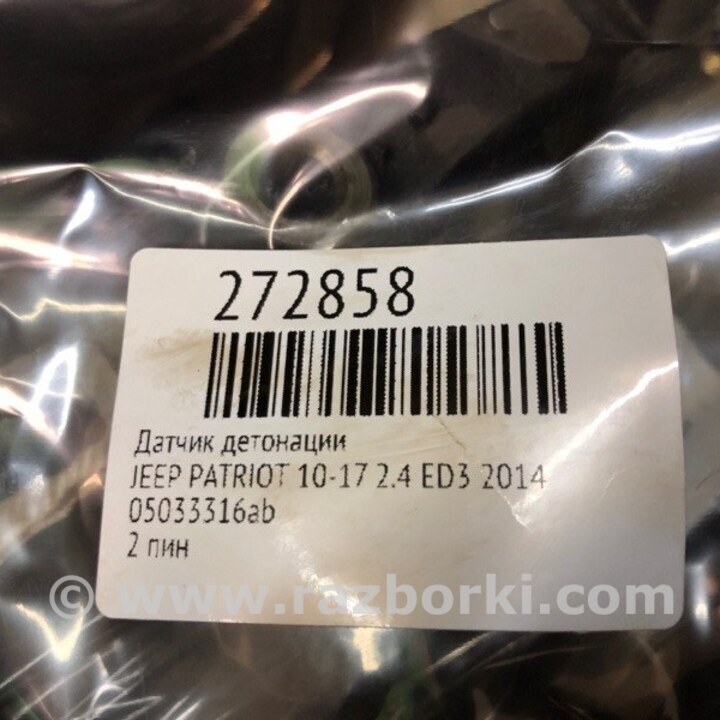 272858
Датчик детонации
JEEP PATRIOT 10-17 2.4 ED3 2014
05033316ab
2 пин
© www.razborki.com